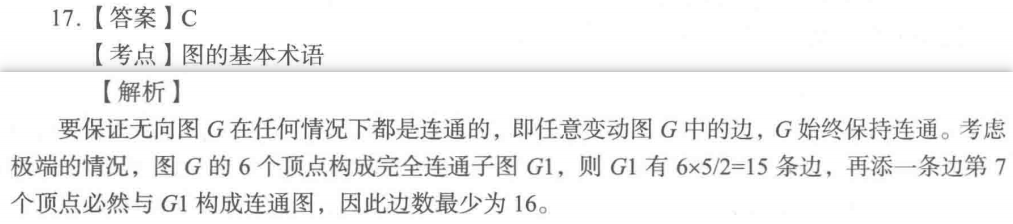 17.【答案】C
【考点】图的基本术语
【解析】
要保证无向图 G 在任何情况下都是连通的，即任意变动图 G 中的边，G 始终保持连通。考虑
极端的情况，图 G 的 6 个顶点构成完全连通子图 G1，则 G1 有 6×5/2=15 条边，再添一条边第 7
个顶点必然与 G1 构成连通图，因此边数最少为 16。